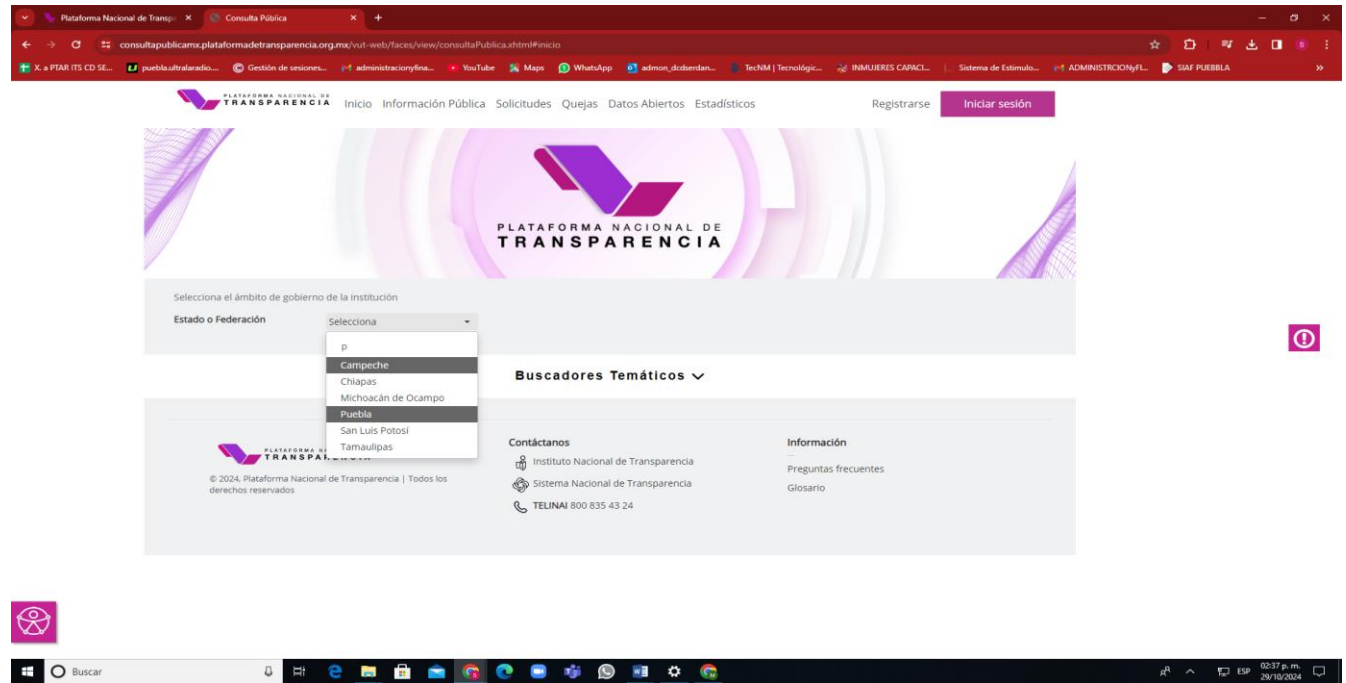 Plataforma Nacional de Transp
Consulta Pública
consultapublicamx.plataformadetransparencia.org.mx/vut-web/faces/view/consultaPublica.xhtml#inicio
X. a PTAR ITS CD SE...
puebla.ultralaradio...
Gestión de sesiones...
administracionyfina...
YouTube
Maps
WhatsApp
admon_dcdserdan...
TecNM | Tecnológic...
INMUJERES CAPACI...
Sistema de Estimulo...
ADMINISTRCIONyFI...
SIAF PUEBBLA
PLATAFORMA NACIONAL DE
TRANSPARENCIA
Inicio
Información Pública
Solicitudes
Quejas
Datos Abiertos
Estadísticos
Registrarse
Iniciar sesión
PLATAFORMA NACIONAL DE
TRANSPARENCIA
Selecciona el ámbito de gobierno de la institución
Estado o Federación
Selecciona
p
Campeche
Chiapas
Michoacán de Ocampo
Puebla
San Luis Potosí
Tamaulipas
Buscadores Temáticos
PLATAFORMA
© 2024, Plataforma Nacional de Transparencia | Todos los
derechos reservados
Contáctanos
Instituto Nacional de Transparencia
Sistema Nacional de Transparencia
TELINAI 800 835 43 24
Información
Preguntas frecuentes
Glosario
Buscar
ESP
02:37 p. m.
29/10/2024